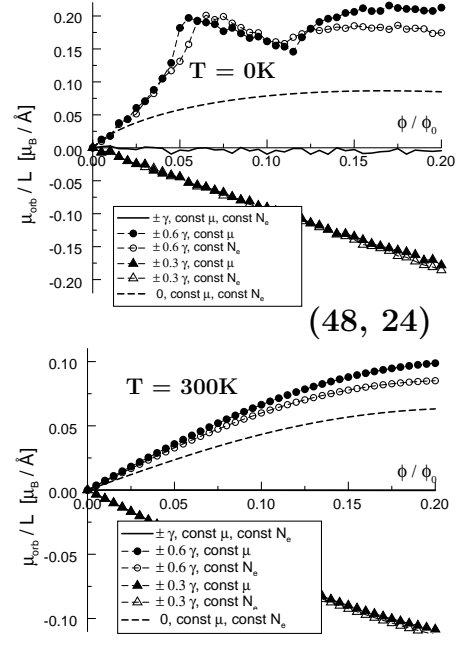 0.20
0.15
0.10
0.05
0.00
-0.05
-0.10
-0.15
-0.20
μorb / L [μB / Å]
T = 0K
ϕ / ϕ0
0.00 0.05 0.10 0.15 0.20
± γ, const μ, const Ne
± 0.6 γ, const μ
± 0.6 γ, const Ne
± 0.3 γ, const μ
± 0.3 γ, const Ne
0, const μ, const Ne
(48, 24)
0.10
0.05
0.00
-0.05
-0.10
μorb / L [μB / Å]
T = 300K
ϕ / ϕ0
0.00 0.05 0.10 0.15 0.20
± γ, const μ, const Ne
± 0.6 γ, const μ
± 0.6 γ, const Ne
± 0.3 γ, const μ
± 0.3 γ, const Ne
0, const μ, const Ne